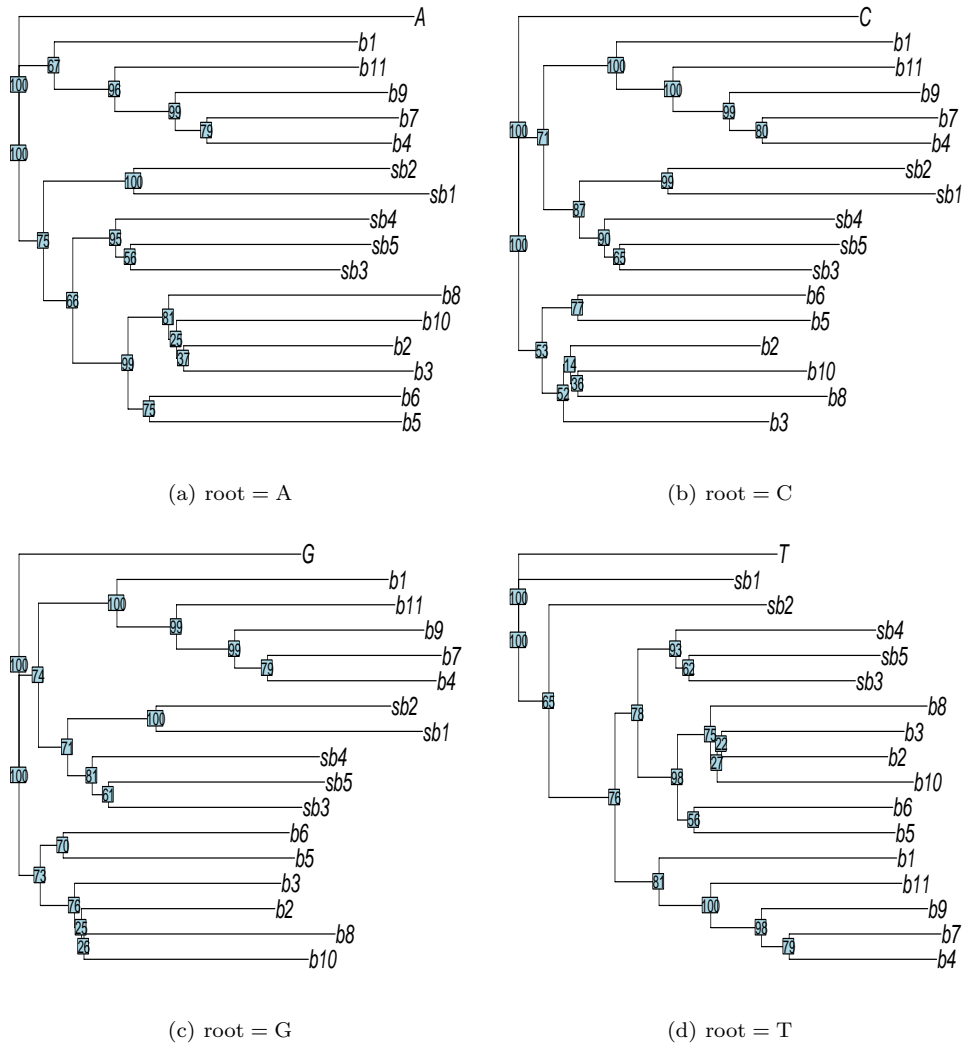 A
b1
67
b11
100
96
b9
99
b7
79
b4
100
sb2
100
sb1
sb4
95
75
sb5
56
sb3
66
b8
81
b10
25
b2
37
99
b3
b6
75
b5
(a) root = A
C
b1
100
b11
100
b9
99
b7
100
80
71
b4
sb2
99
sb1
87
sb4
90
100
sb5
65
sb3
b6
77
b5
b2
53
14
b10
36
52
b8
b3
(b) root = C
G
b1
100
b11
99
b9
99
b7
100
79
74
b4
sb2
100
sb1
71
sb4
81
100
sb5
61
sb3
b6
70
b5
73
b3
76
b2
25
b8
26
b10
(c) root = G
T
sb1
100
sb2
sb4
100
93
sb5
62
sb3
65
b8
78
75
b3
22
b2
27
98
b10
76
b6
56
b5
b1
81
b11
100
b9
98
b7
79
b4
(d) root = T